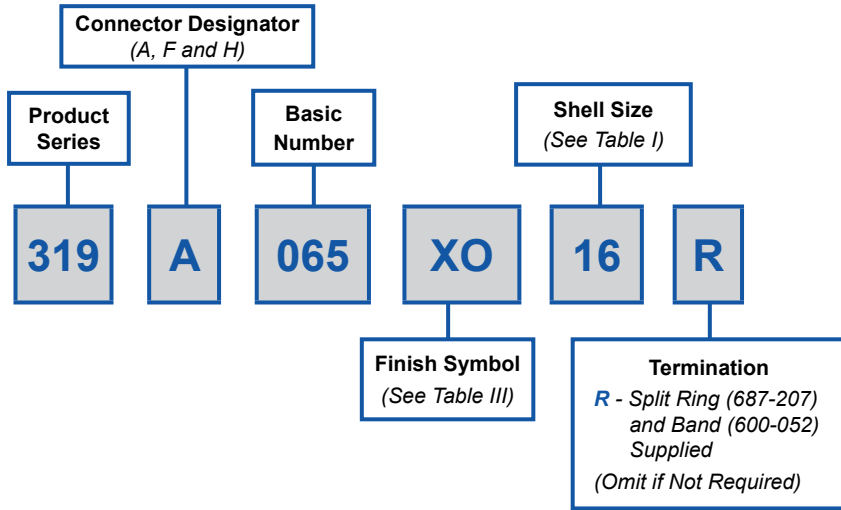 Connector Designator
(A, F and H)
Product
Series
Basic
Number
Shell Size
(See Table I)
319 A 065 XO 16 R
Finish Symbol
(See Table III)
Termination
R - Split Ring (687-207)
and Band (600-052)
Supplied
(Omit if Not Required)